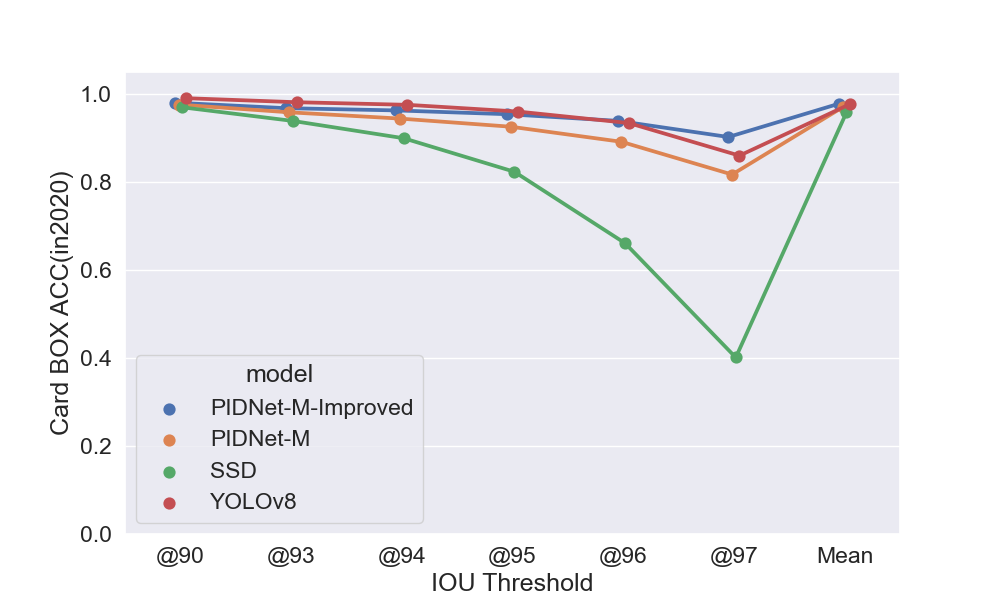 1.0
0.8
0.6
0.4
0.2
0.0
Card BOX ACC(in2020)
model
PIDNet-M-Improved
PIDNet-M
SSD
YOLOv8
@90 @93 @94 @95 @96 @97 Mean
IOU Threshold